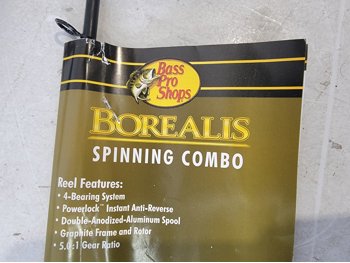 Bass
Pro
Shops
BOREALIS
SPINNING COMBO
Reel Features:
• 4-Bearing System
• Powerlock™ Instant Anti-Reverse
• Double-Anodized-Aluminum Spool
• Graphite Frame and Rotor
• 5.0:1 Gear Ratio